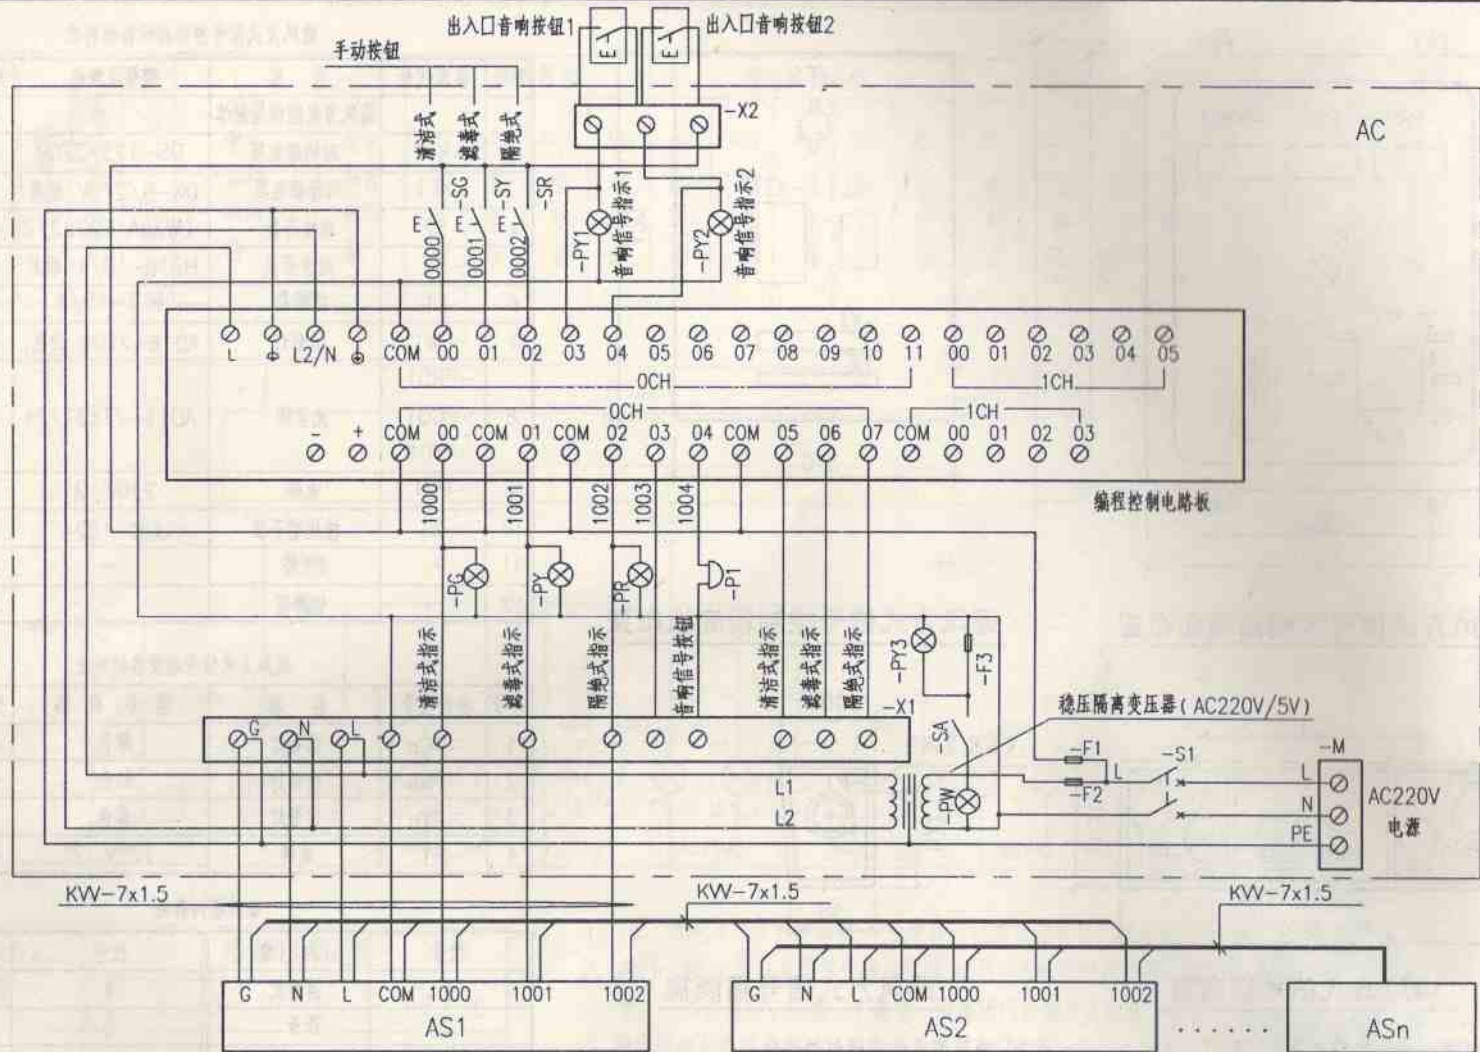 出入口音响按钮1
出入口音响按钮2
手动按钮
-X2
AC
清洁式
滤毒式
隔绝式
-SG
-SY
-SR
E
E
E
E
E
0000
0001
0002
-PY1
音响信号指示1
-PY2
音响信号指示2
L
L2/N
COM 00 01 02 03 04 05 06 07 08 09 10 11 00 01 02 03 04 05
0CH
1CH
0CH
1CH
- + COM 00 COM 01 COM 02 03 04 COM 05 06 07 COM 00 01 02 03
编程控制电路板
1000
1001
1002
1003
1004
-PG
-PY
-PR
-P1
清洁式指示
滤毒式指示
隔绝式指示
音响信号按钮
清洁式指示
滤毒式指示
隔绝式指示
-PY3
-F3
-X1
G N L
-SA
-PW
稳压隔离变压器(AC220V/5V)
-F1
-F2
L
-S1
-M
L
N
PE
AC220V
电源
L1
L2
KVV-7x1.5
KVV-7x1.5
KVV-7x1.5
G N L COM 1000 1001 1002
AS1
G N L COM 1000 1001 1002
AS2
······
ASn